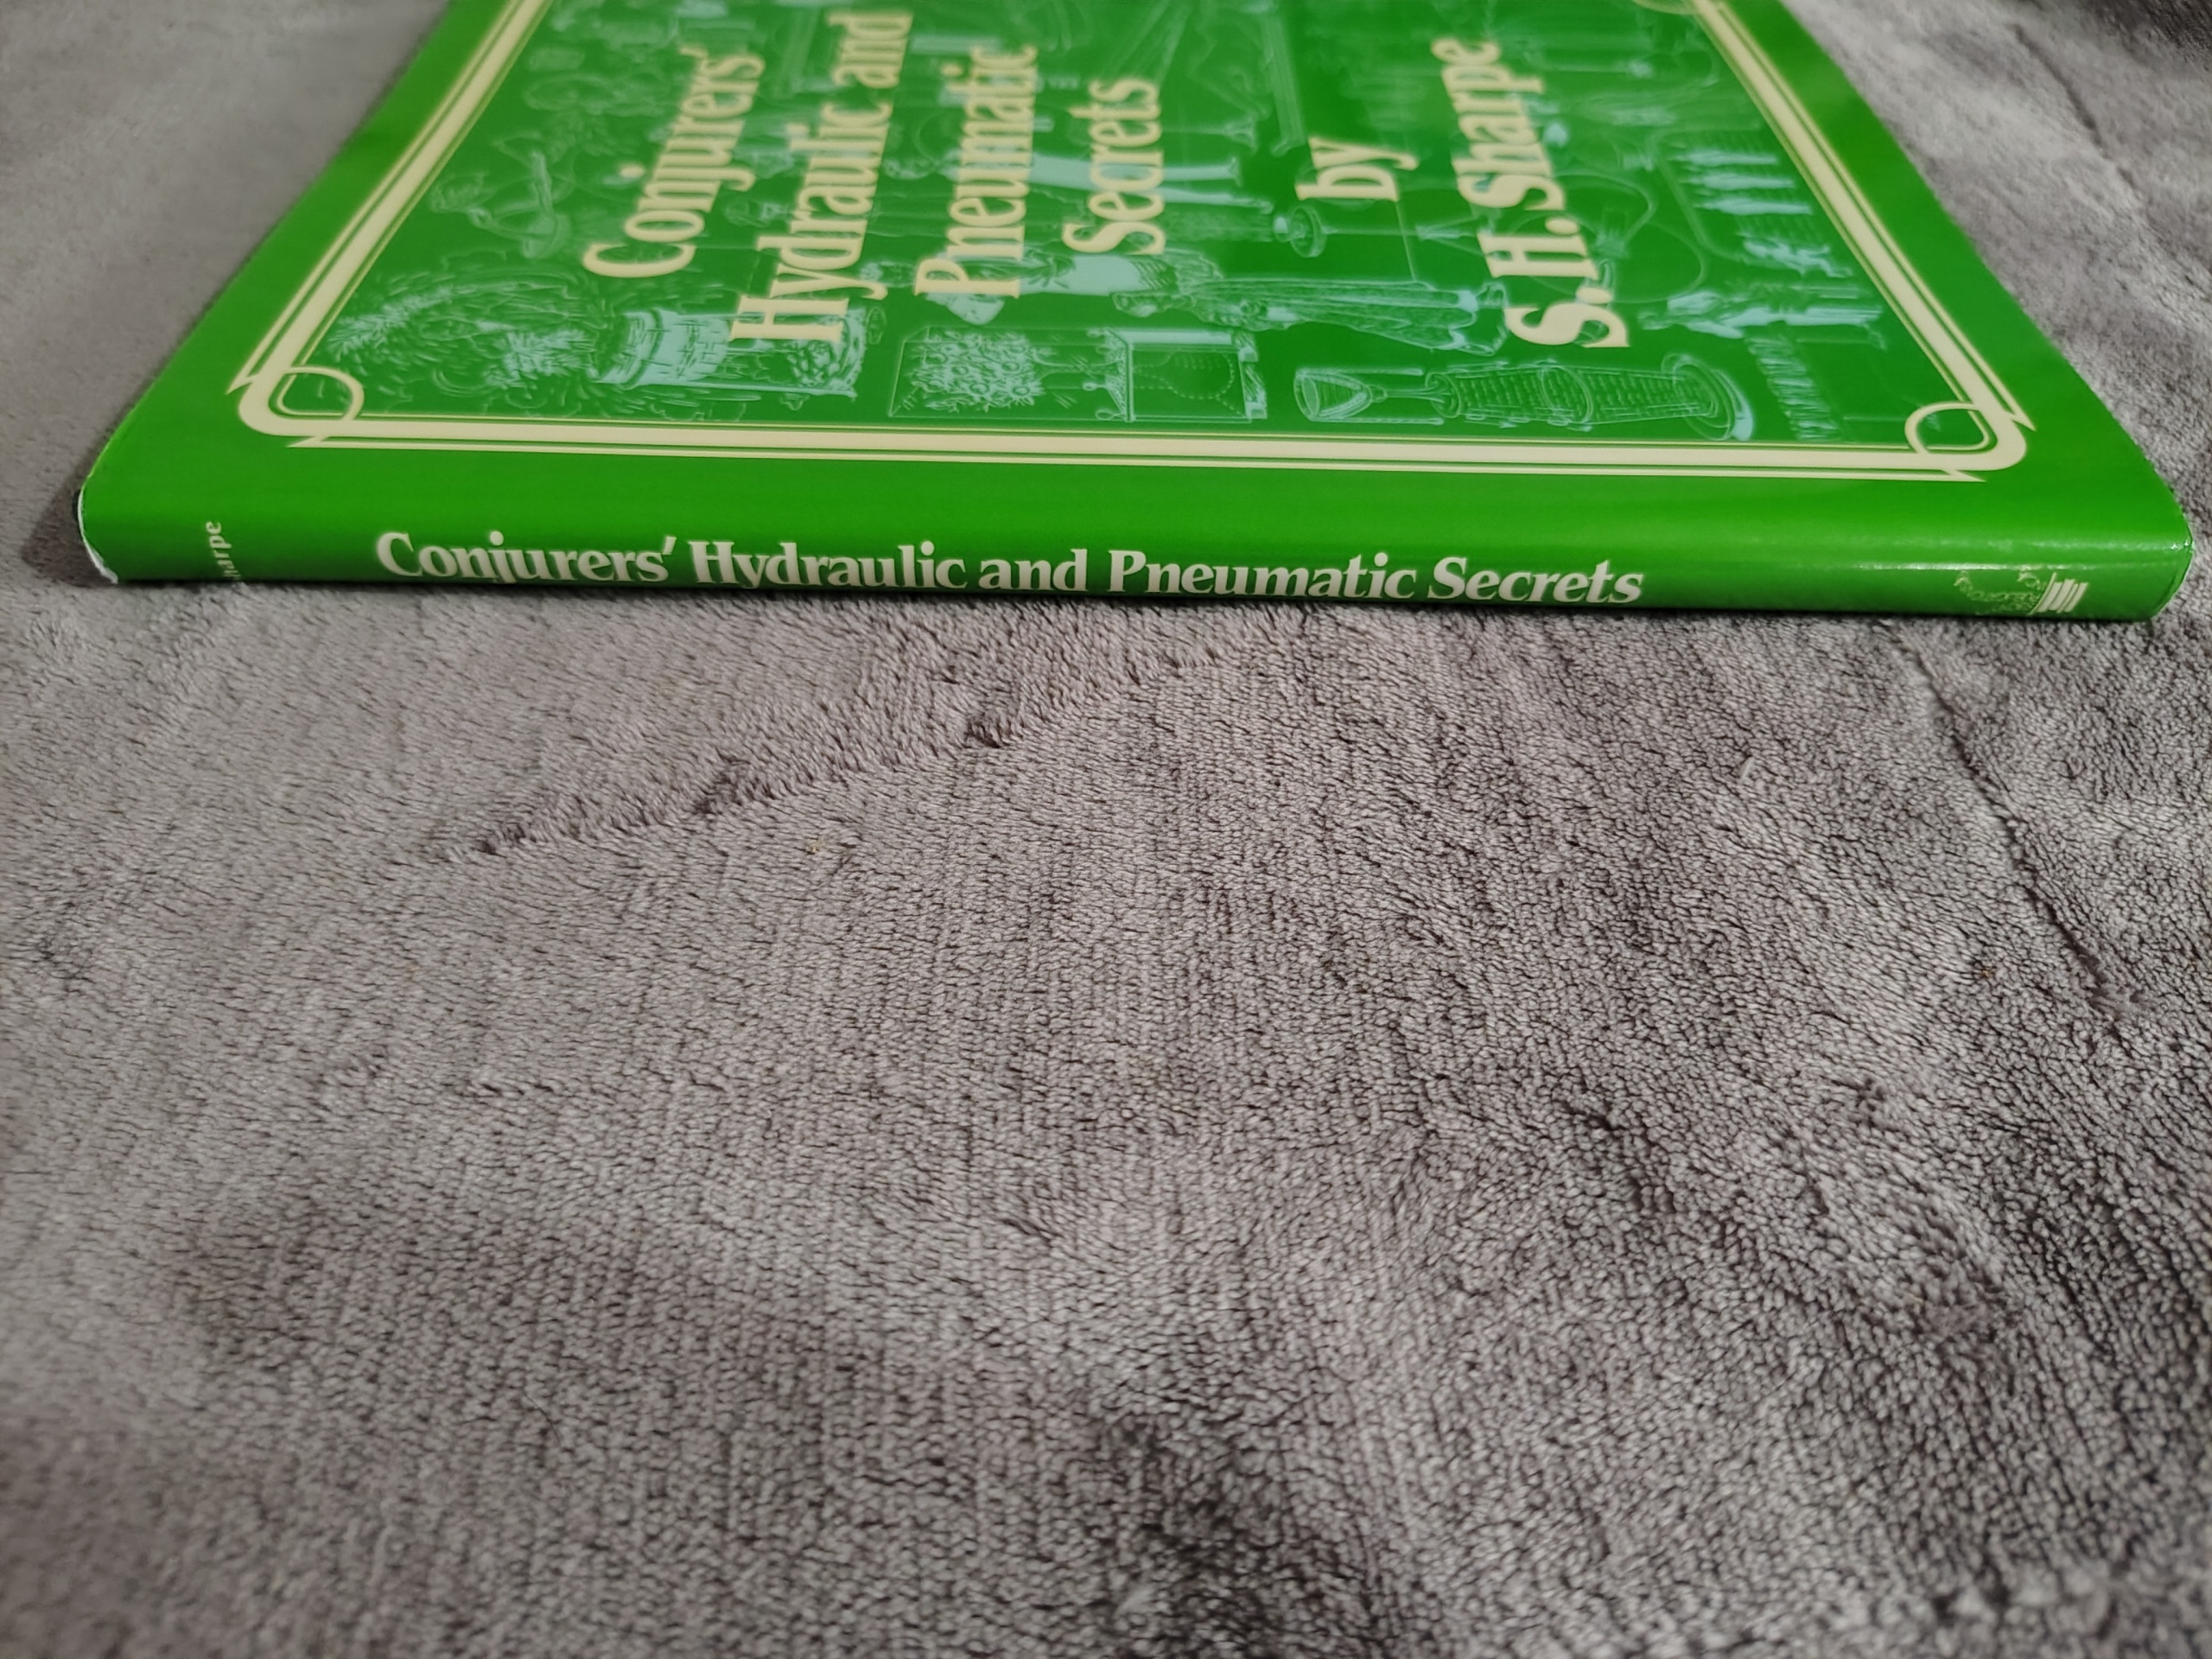 Conjurers'
Hydraulic and
Pneumatic
Secrets
by
S. H. Sharpe
Conjurers' Hydraulic and Pneumatic Secrets